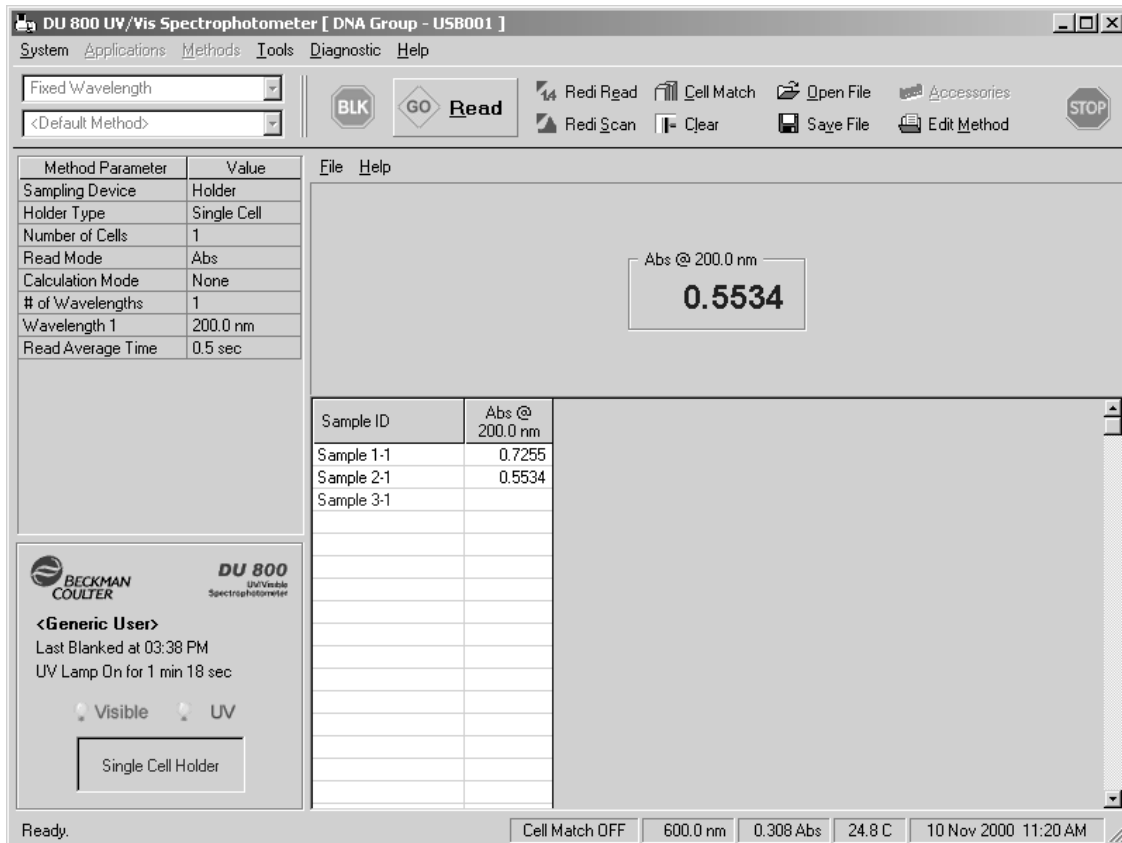 DU 800 UV/Vis Spectrophotometer [ DNA Group - USB001 ]
System Applications Methods Tools Diagnostic Help
Fixed Wavelength
<Default Method>
BLK
GO Read
Redi Read Cell Match Open File Accessories
Redi Scan Clear Save File Edit Method
STOP
Method Parameter Value
Sampling Device Holder
Holder Type Single Cell
Number of Cells 1
Read Mode Abs
Calculation Mode None
# of Wavelengths 1
Wavelength 1 200.0 nm
Read Average Time 0.5 sec
File Help
Abs @ 200.0 nm
0.5534
Sample ID Abs @
200.0 nm
Sample 1-1 0.7255
Sample 2-1 0.5534
Sample 3-1
BECKMAN
COULTER
DU 800
UV/Visible
Spectrophotometer
<Generic User>
Last Blanked at 03:38 PM
UV Lamp On for 1 min 18 sec
Visible UV
Single Cell Holder
Ready. Cell Match OFF 600.0 nm 0.308 Abs 24.8 C 10 Nov 2000 11:20 AM